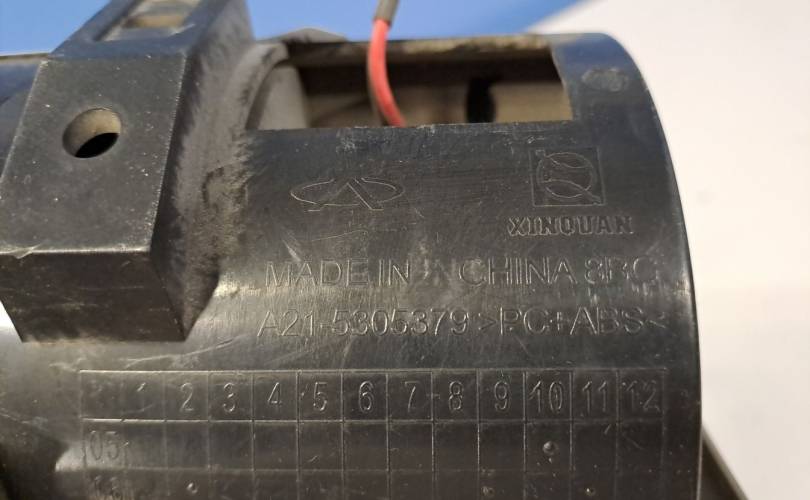 XINQUAN
MADE IN CHINA 8BC
A21-5305379 >PC+ABS<
1 2 3 4 5 6 7 8 9 10 11 12
05